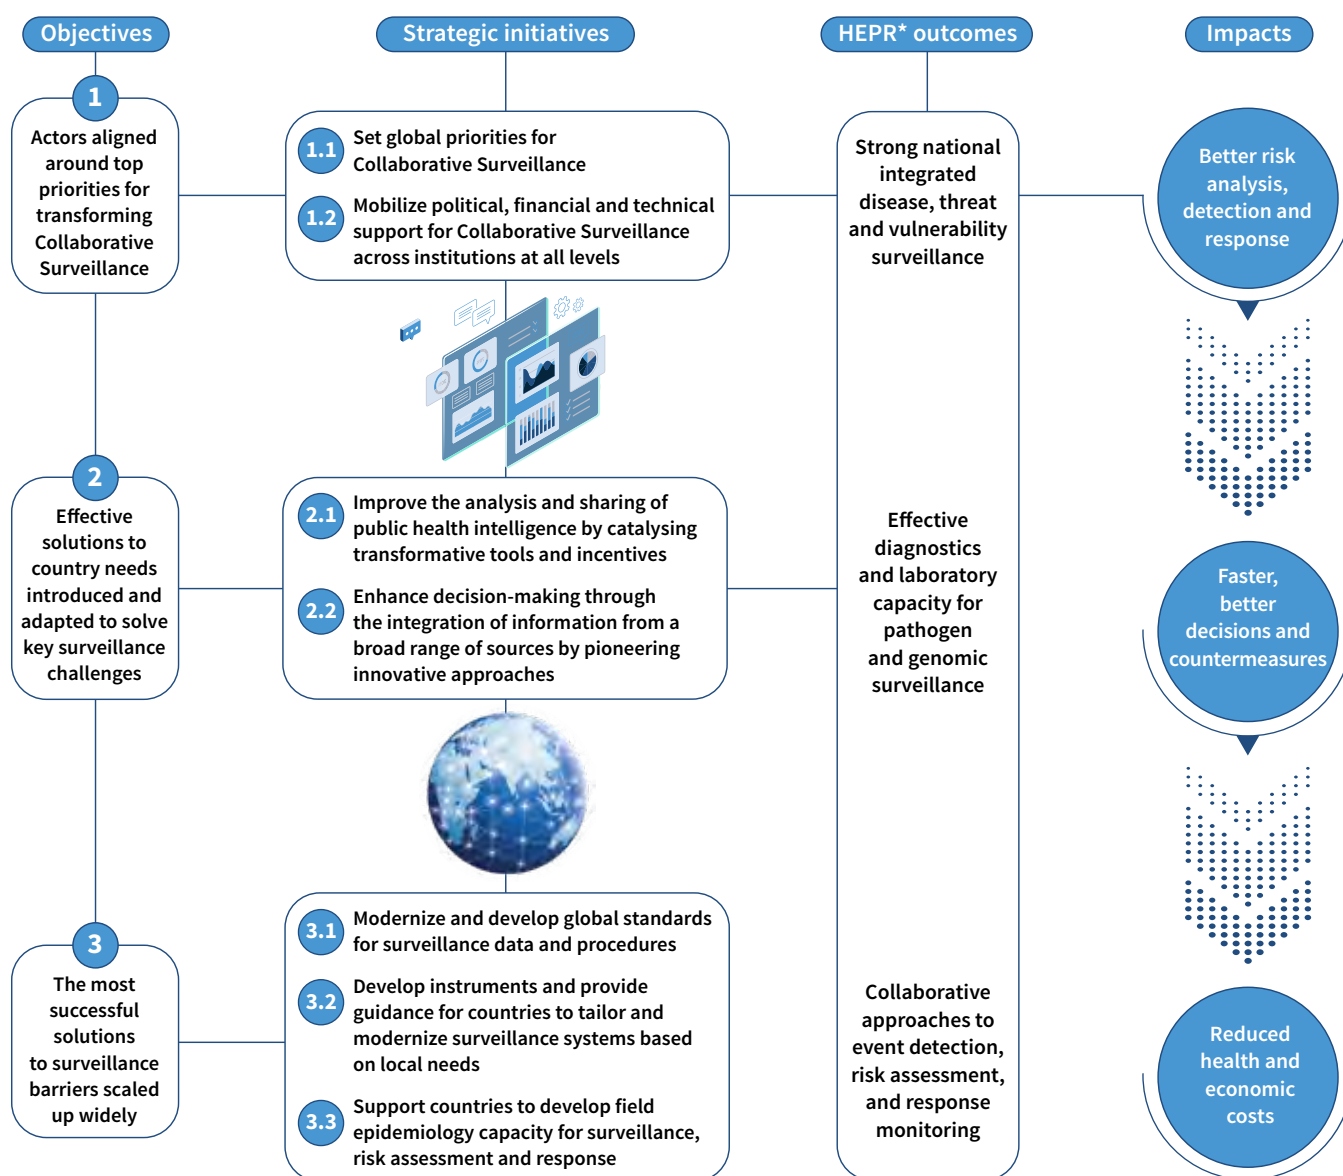 Objectives
Strategic initiatives
HEPR* outcomes
Impacts
1
Actors aligned
around top
priorities for
transforming
Collaborative
Surveillance
1.1
Set global priorities for
Collaborative Surveillance
1.2
Mobilize political, financial and technical
support for Collaborative Surveillance
across institutions at all levels
Strong national
integrated
disease, threat
and vulnerability
surveillance
Better risk
analysis,
detection and
response
2
Effective
solutions to
country needs
introduced and
adapted to solve
key surveillance
challenges
2.1
Improve the analysis and sharing of
public health intelligence by catalysing
transformative tools and incentives
2.2
Enhance decision-making through
the integration of information from a
broad range of sources by pioneering
innovative approaches
Effective
diagnostics
and laboratory
capacity for
pathogen
and genomic
surveillance
Faster,
better
decisions and
countermeasures
3
The most
successful
solutions
to surveillance
barriers scaled
up widely
3.1
Modernize and develop global standards
for surveillance data and procedures
3.2
Develop instruments and provide
guidance for countries to tailor and
modernize surveillance systems based
on local needs
3.3
Support countries to develop field
epidemiology capacity for surveillance,
risk assessment and response
Collaborative
approaches to
event detection,
risk assessment,
and response
monitoring
Reduced
health and
economic
costs